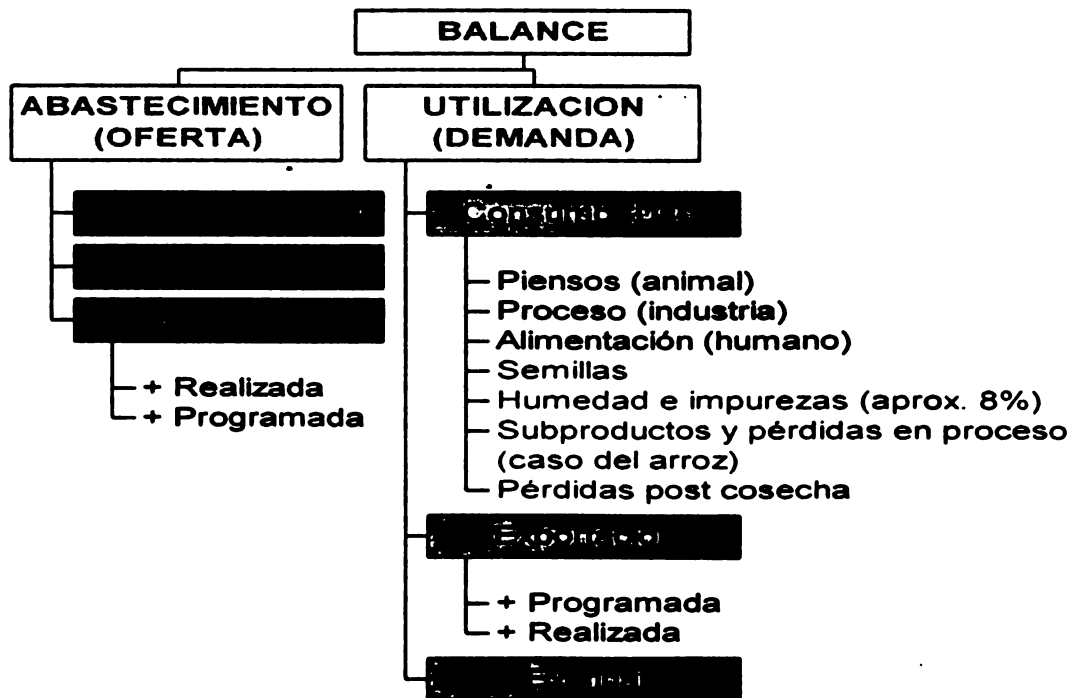 BALANCE
ABASTECIMIENTO
(OFERTA)
UTILIZACION
(DEMANDA)
+ Realizada
+ Programada
Piensos (animal)
Proceso (industria)
Alimentación (humano)
Semillas
Humedad e impurezas (aprox. 8%)
Subproductos y pérdidas en proceso
(caso del arroz)
Pérdidas post cosecha
+ Programada
+ Realizada